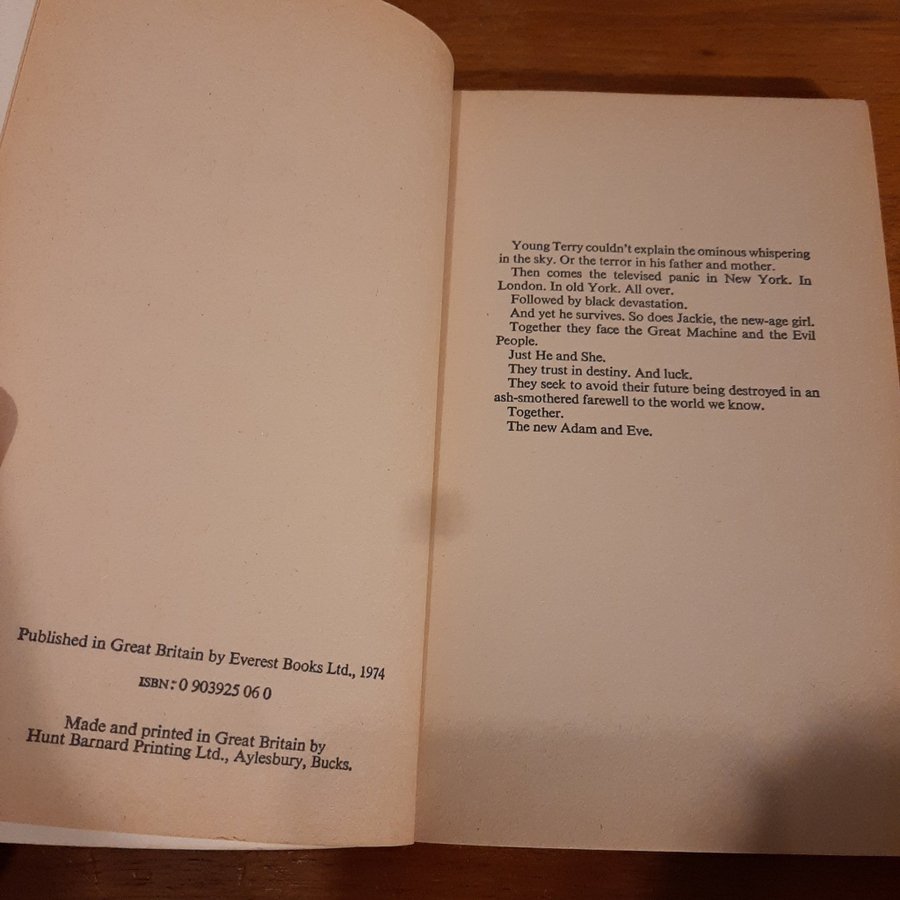 Published in Great Britain by Everest Books Ltd., 1974
ISBN: 0 903925 06 0
Made and printed in Great Britain by
Hunt Barnard Printing Ltd., Aylesbury, Bucks.
Young Terry couldn't explain the ominous whispering
in the sky. Or the terror in his father and mother.
Then comes the televised panic in New York. In
London. In old York. All over.
Followed by black devastation.
And yet he survives. So does Jackie, the new-age girl.
Together they face the Great Machine and the Evil
People.
Just He and She.
They trust in destiny. And luck.
They seek to avoid their future being destroyed in an
ash-smothered farewell to the world we know.
Together.
The new Adam and Eve.